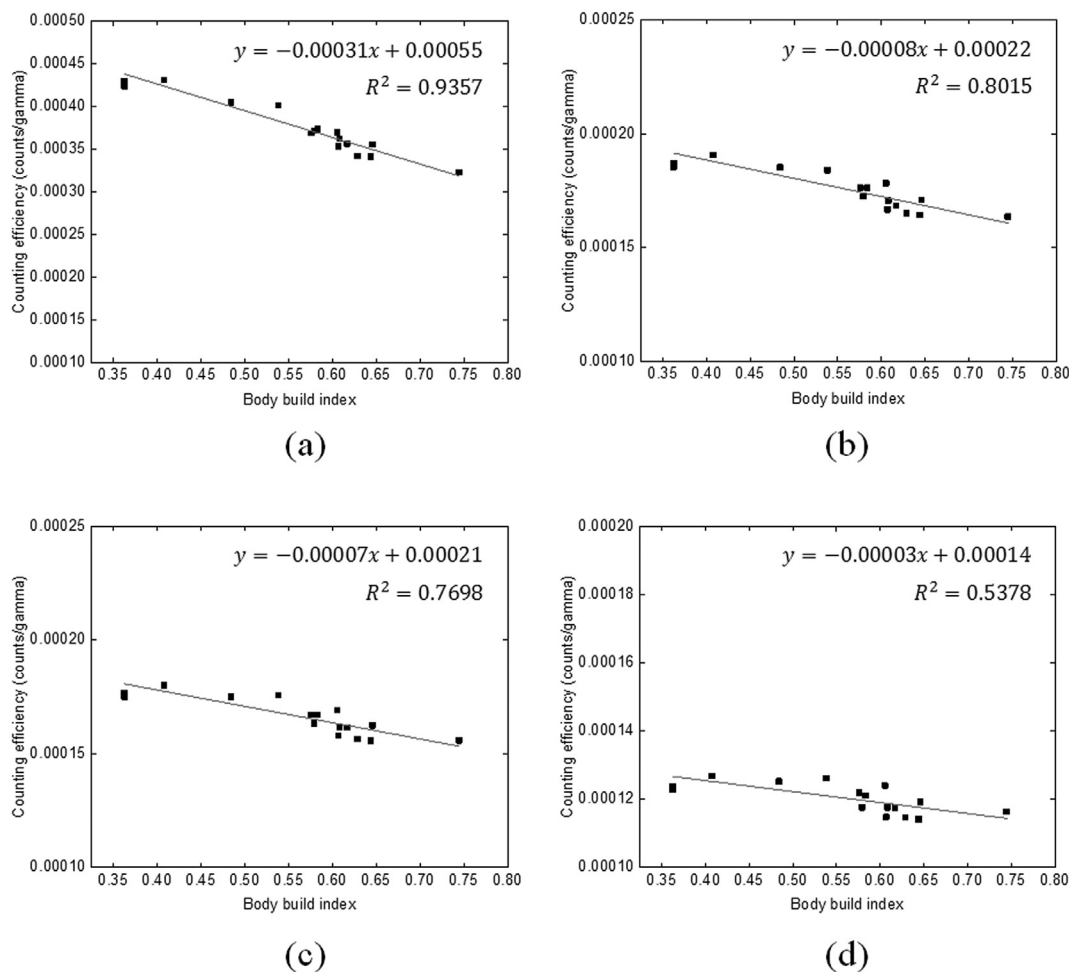 y = −0.00031x + 0.00055
R² = 0.9357
Counting efficiency (counts/gamma)
0.00050
0.00045
0.00040
0.00035
0.00030
0.00025
0.00020
0.00015
0.00010
0.35 0.40 0.45 0.50 0.55 0.60 0.65 0.70 0.75 0.80
Body build index
(a)
y = −0.00008x + 0.00022
R² = 0.8015
Counting efficiency (counts/gamma)
0.00025
0.00020
0.00015
0.00010
0.35 0.40 0.45 0.50 0.55 0.60 0.65 0.70 0.75 0.80
Body build index
(b)
y = −0.00007x + 0.00021
R² = 0.7698
Counting efficiency (counts/gamma)
0.00025
0.00020
0.00015
0.00010
0.35 0.40 0.45 0.50 0.55 0.60 0.65 0.70 0.75 0.80
Body build index
(c)
y = −0.00003x + 0.00014
R² = 0.5378
Counting efficiency (counts/gamma)
0.00020
0.00018
0.00016
0.00014
0.00012
0.00010
0.35 0.40 0.45 0.50 0.55 0.60 0.65 0.70 0.75 0.80
Body build index
(d)